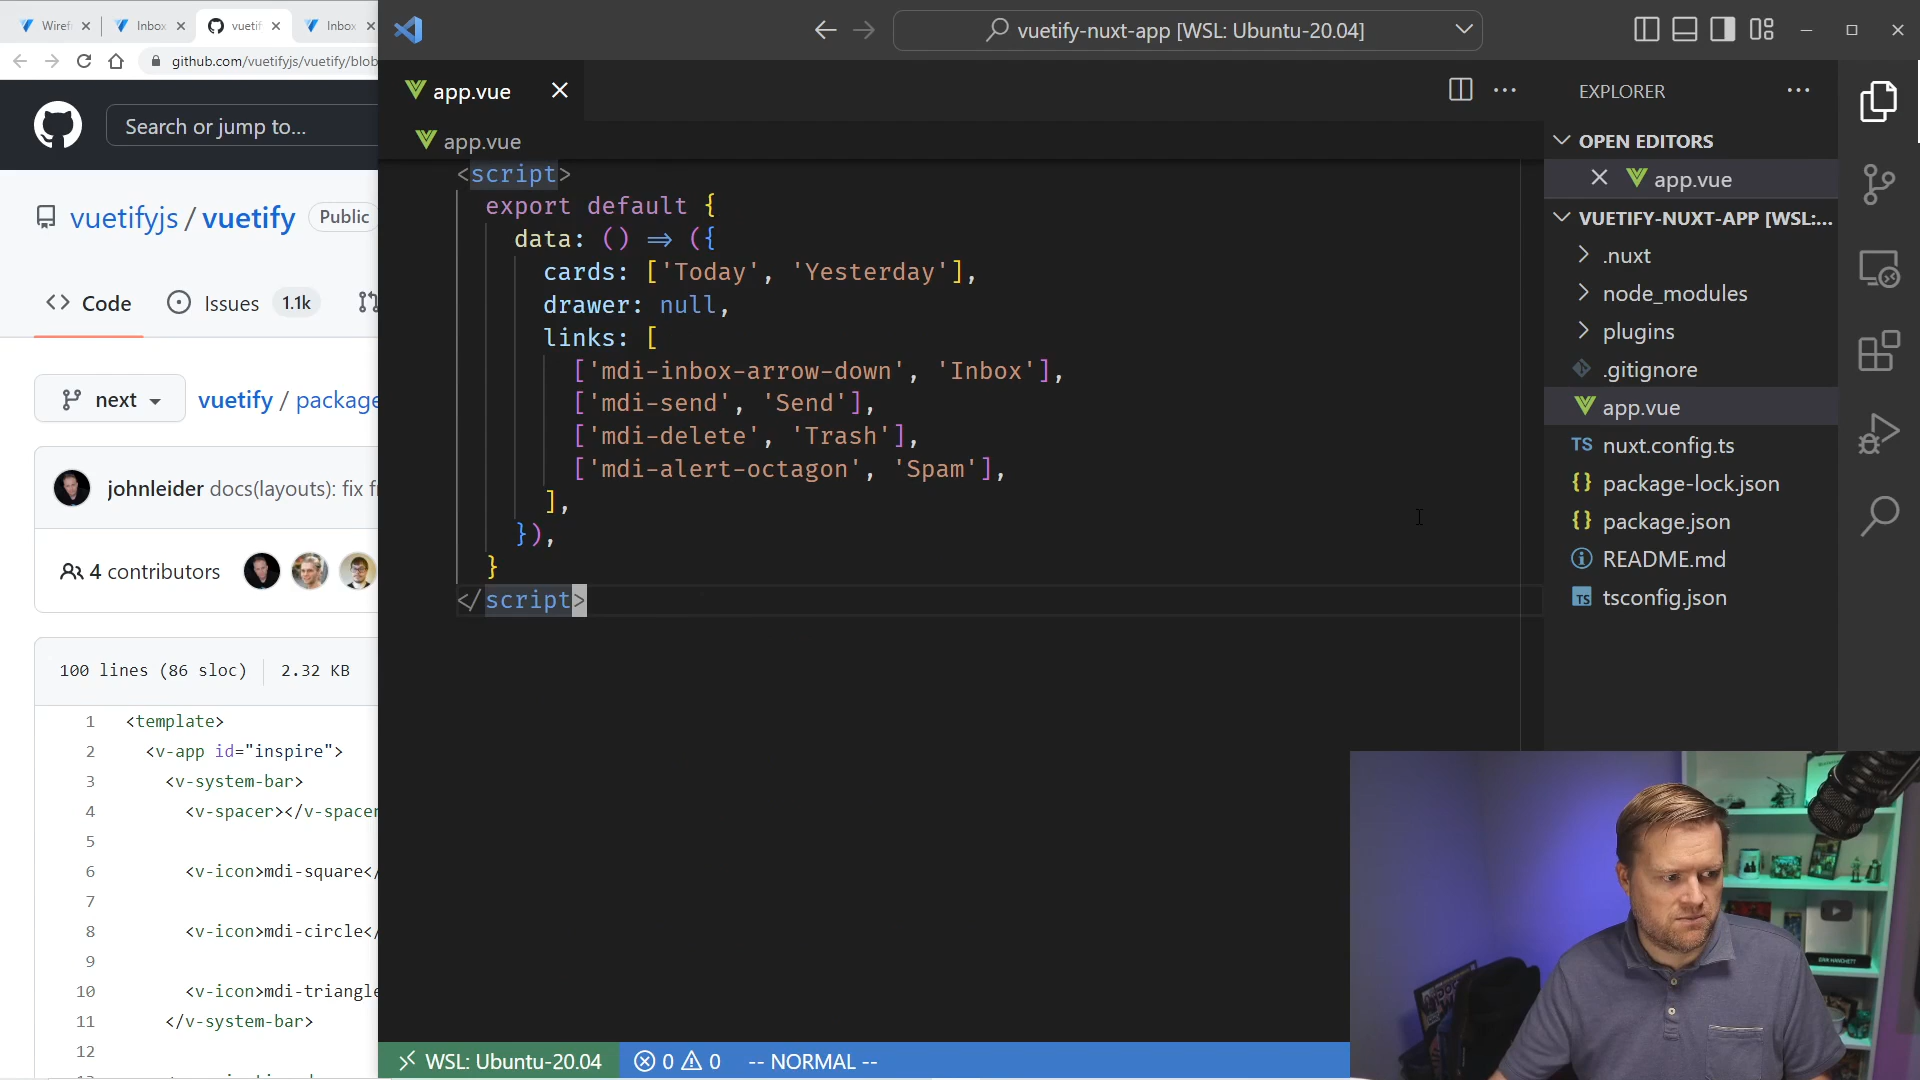 Wiref
Inbox
vuetif
Inbox
github.com/vuetifyjs/vuetify/blob
Search or jump to...
vuetifyjs / vuetify Public
Code
Issues 1.1k
next
vuetify / package
johnleider docs(layouts): fix f
4 contributors
100 lines (86 sloc) 2.32 KB
1 <template>
2 <v-app id="inspire">
3 <v-system-bar>
4 <v-spacer></v-spacer
5
6 <v-icon>mdi-square</
7
8 <v-icon>mdi-circle</
9
10 <v-icon>mdi-triangle
11 </v-system-bar>
12
vuetify-nuxt-app [WSL: Ubuntu-20.04]
app.vue
app.vue
<script>
export default {
data: () => ({
cards: ['Today', 'Yesterday'],
drawer: null,
links: [
['mdi-inbox-arrow-down', 'Inbox'],
['mdi-send', 'Send'],
['mdi-delete', 'Trash'],
['mdi-alert-octagon', 'Spam'],
],
}),
}
</script>
EXPLORER
OPEN EDITORS
app.vue
VUETIFY-NUXT-APP [WSL:...
.nuxt
node_modules
plugins
.gitignore
app.vue
TS nuxt.config.ts
{} package-lock.json
{} package.json
README.md
TS tsconfig.json
WSL: Ubuntu-20.04
0 0
-- NORMAL --